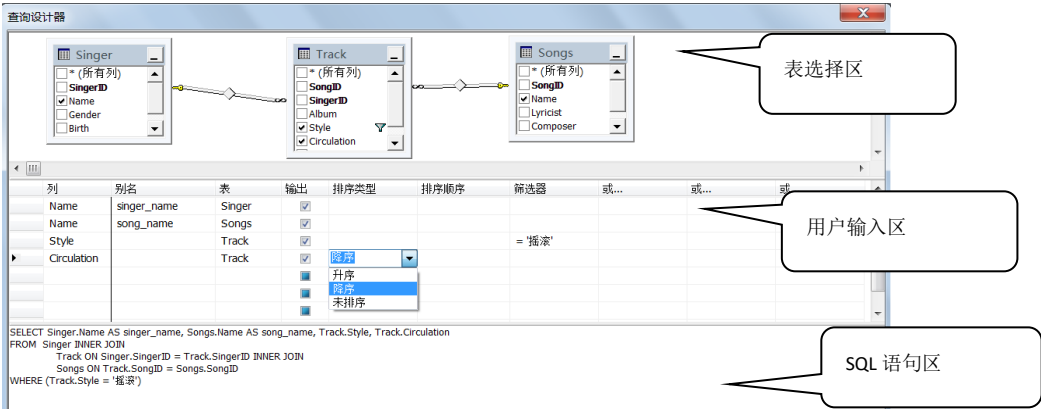 查询设计器
Singer
* (所有列)
SingerID
Name
Gender
Birth
Track
* (所有列)
SongID
SingerID
Album
Style
Circulation
Songs
* (所有列)
SongID
Name
Lyricist
Composer
表选择区
列 别名 表 输出 排序类型 排序顺序 筛选器 或... 或... 或
Name singer_name Singer
Name song_name Songs
Style Track = '摇滚'
Circulation Track 降序
升序
降序
未排序
用户输入区
SELECT Singer.Name AS singer_name, Songs.Name AS song_name, Track.Style, Track.Circulation
FROM Singer INNER JOIN
Track ON Singer.SingerID = Track.SingerID INNER JOIN
Songs ON Track.SongID = Songs.SongID
WHERE (Track.Style = '摇滚')
SQL 语句区